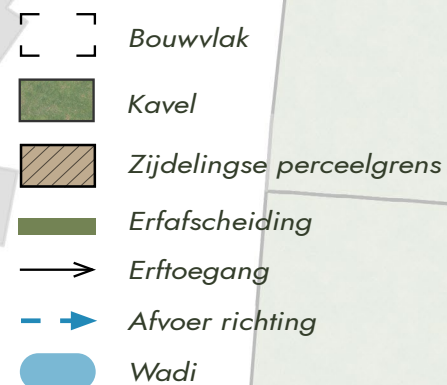 Bouwvlak
Kavel
Zijdelingse perceelgrens
Erfafscheiding
Erftoegang
Afvoer richting
Wadi